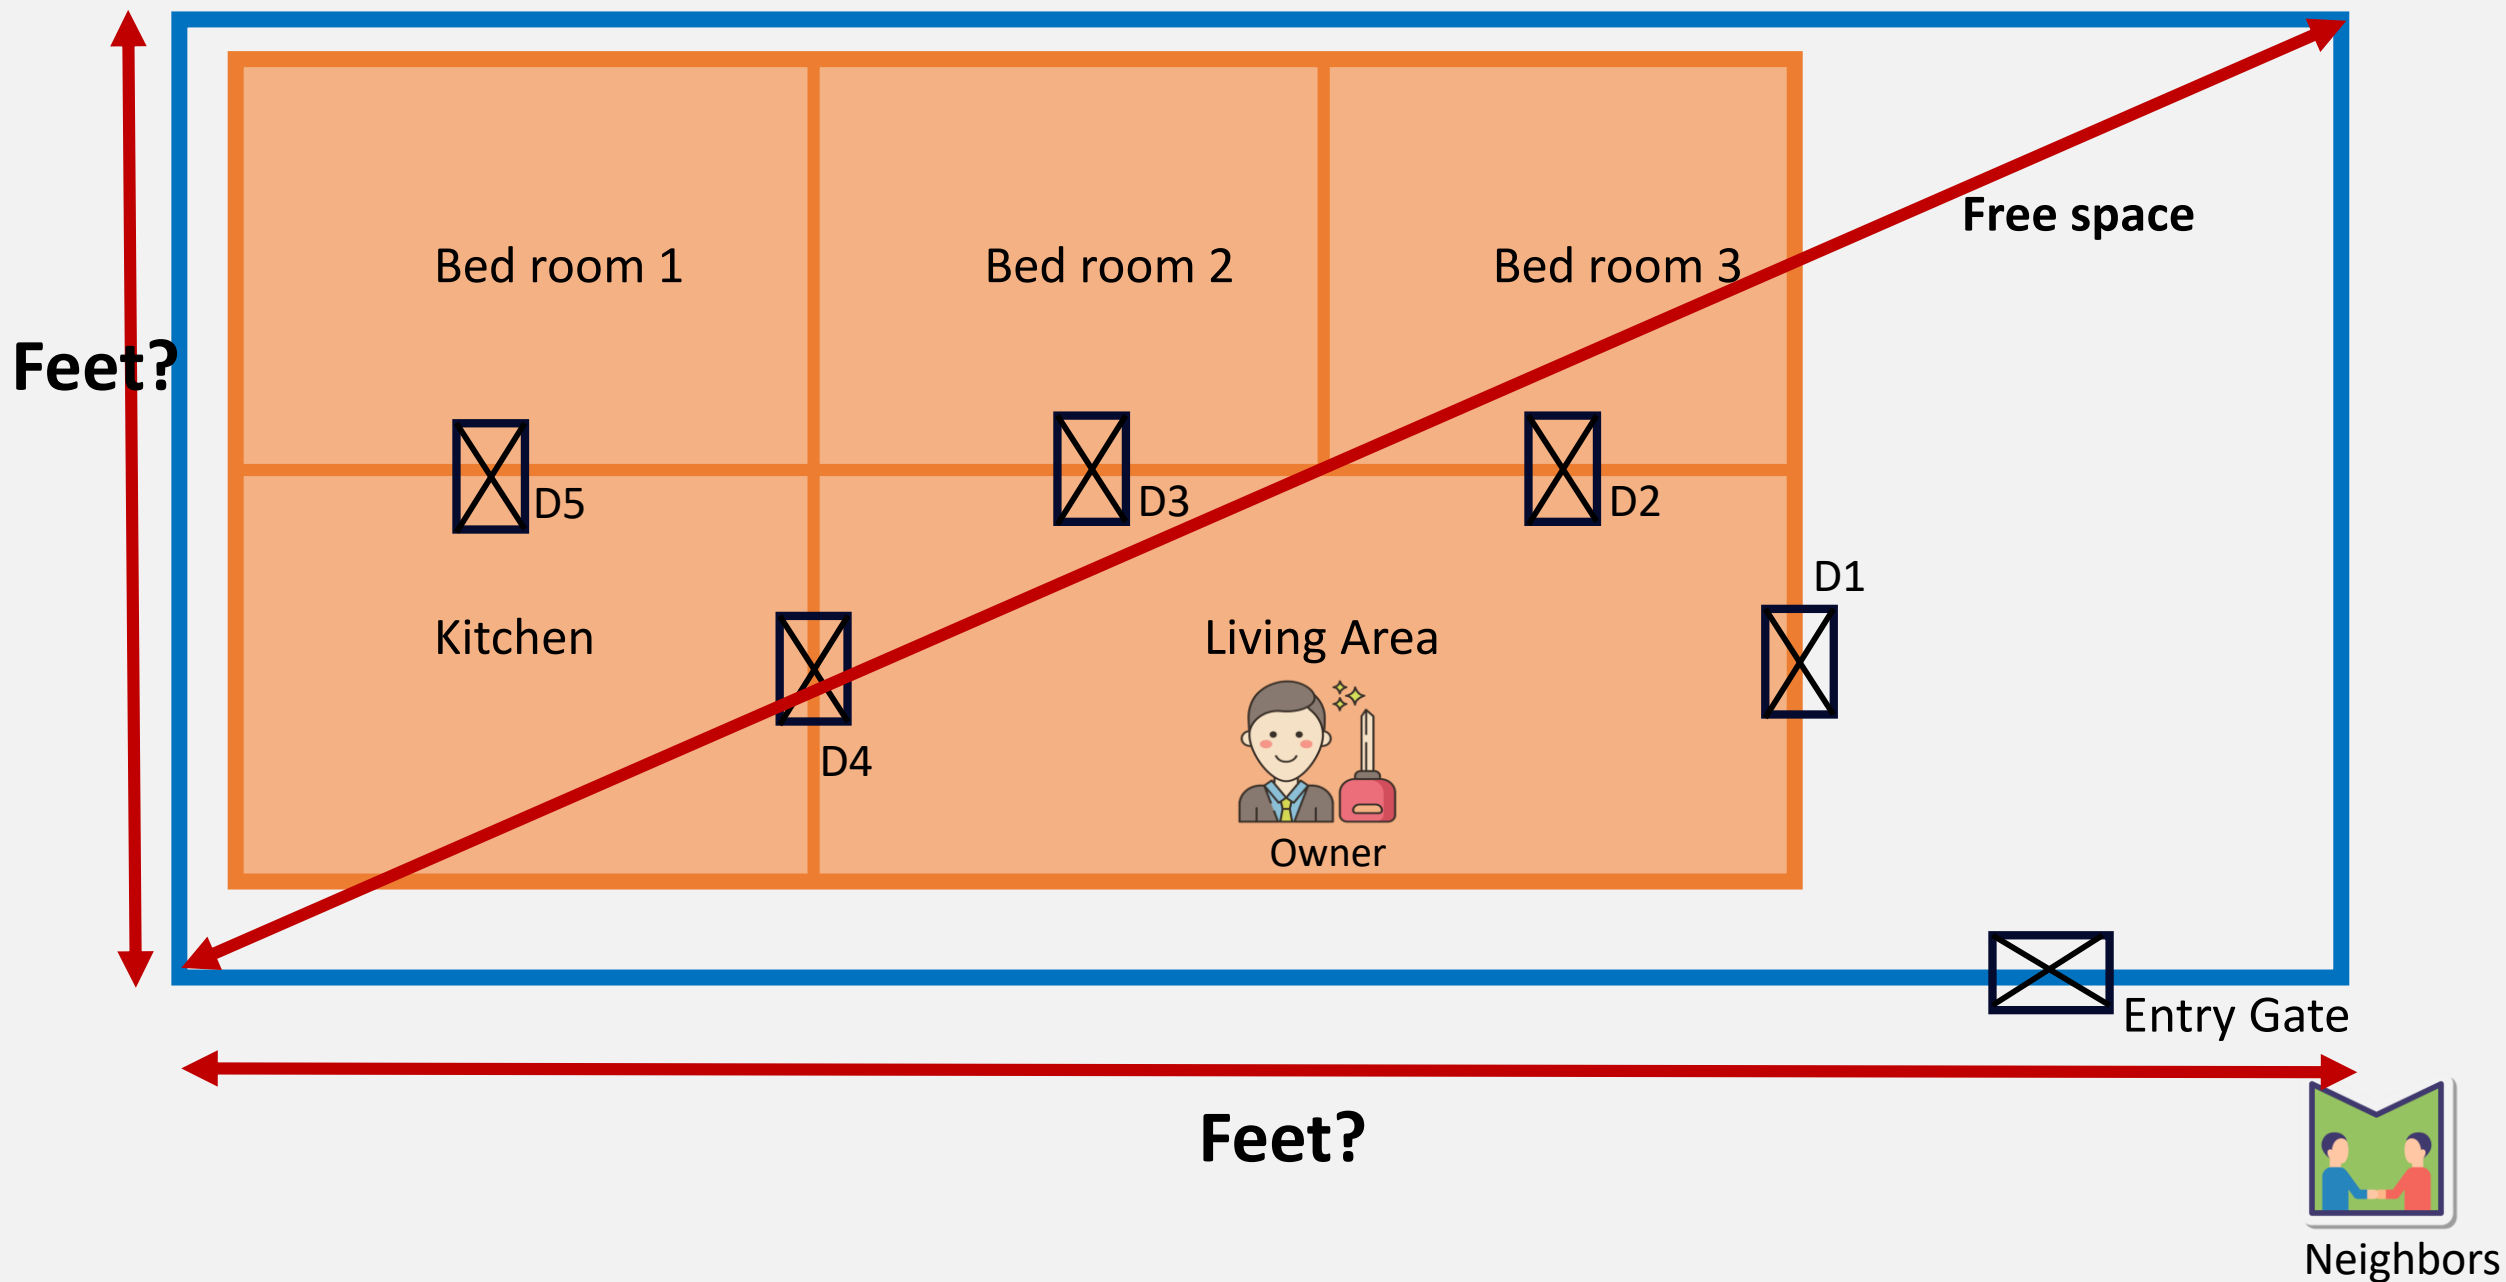 Free space
Bed room 1
Bed room 2
Bed room 3
Feet?
D5
D3
D2
D1
Kitchen
Living Area
D4
Owner
Entry Gate
Feet?
Neighbors